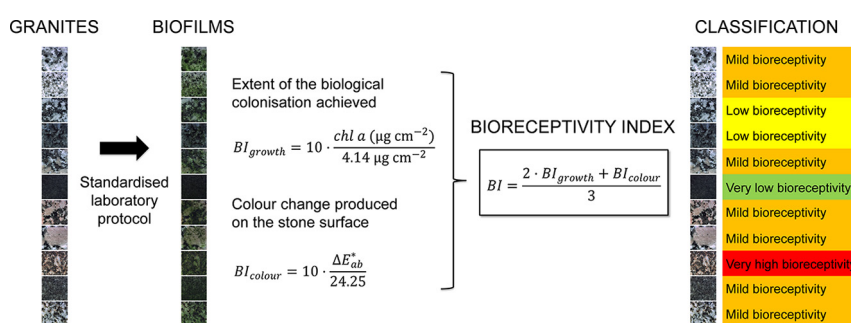 GRANITES
BIOFILMS
CLASSIFICATION
Standardised
laboratory
protocol
Extent of the biological
colonisation achieved
BI_growth = 10 · chl a (μg cm⁻²) / 4.14 μg cm⁻²
Colour change produced
on the stone surface
BI_colour = 10 · ΔE*ab / 24.25
BIORECEPTIVITY INDEX
BI = (2 · BI_growth + BI_colour) / 3
Mild bioreceptivity
Mild bioreceptivity
Low bioreceptivity
Low bioreceptivity
Mild bioreceptivity
Very low bioreceptivity
Mild bioreceptivity
Mild bioreceptivity
Very high bioreceptivity
Mild bioreceptivity
Mild bioreceptivity